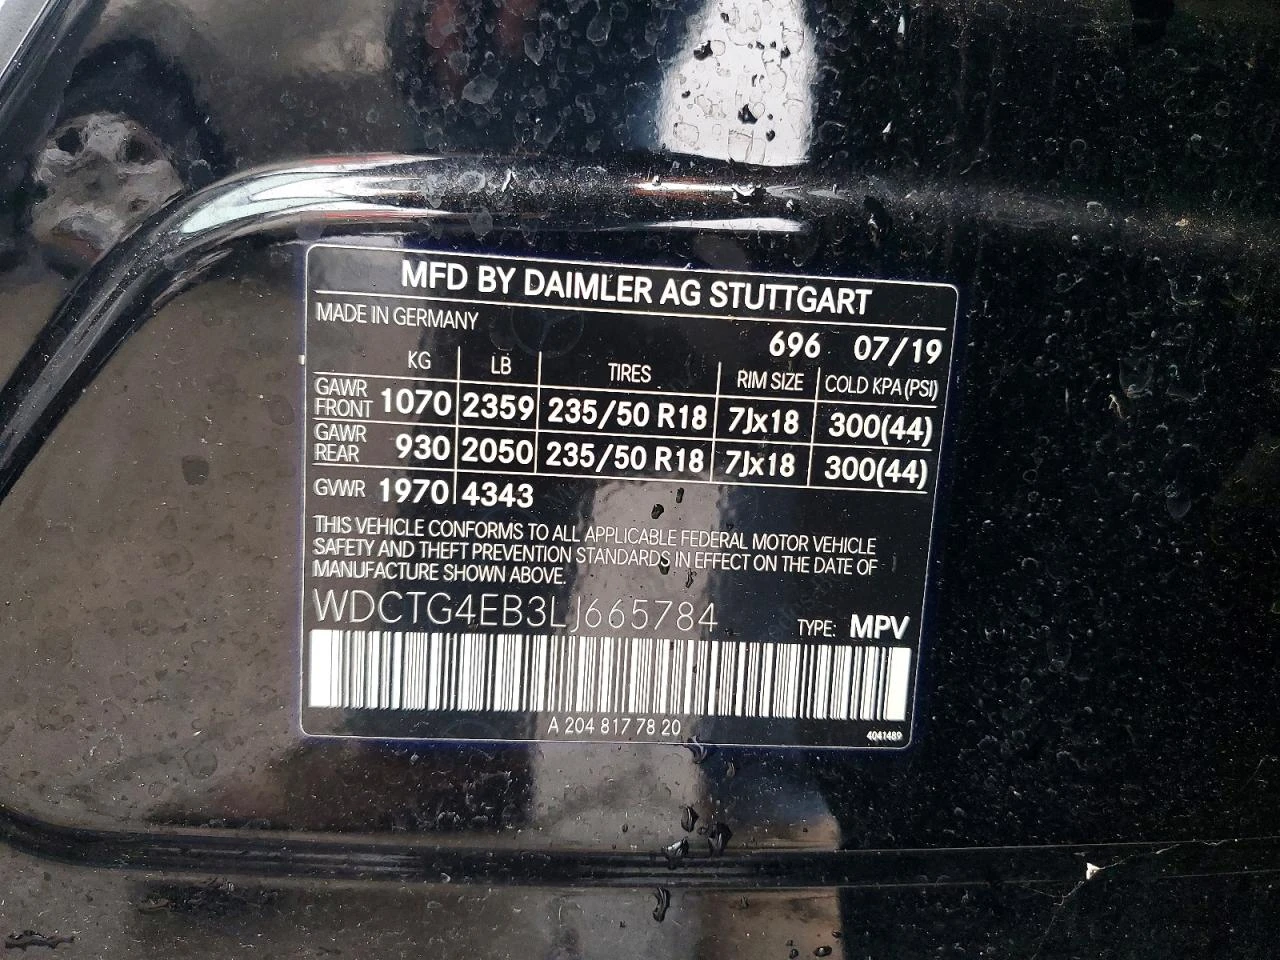 MFD BY DAIMLER AG STUTTGART
MADE IN GERMANY
696 07/19
KG LB TIRES RIM SIZE COLD KPA (PSI)
GAWR FRONT 1070 2359 235/50 R18 7Jx18 300(44)
GAWR REAR 930 2050 235/50 R18 7Jx18 300(44)
GVWR 1970 4343
THIS VEHICLE CONFORMS TO ALL APPLICABLE FEDERAL MOTOR VEHICLE
SAFETY AND THEFT PREVENTION STANDARDS IN EFFECT ON THE DATE OF
MANUFACTURE SHOWN ABOVE.
WDCTG4EB3LJ665784 TYPE: MPV
A 204 817 78 20
4041489